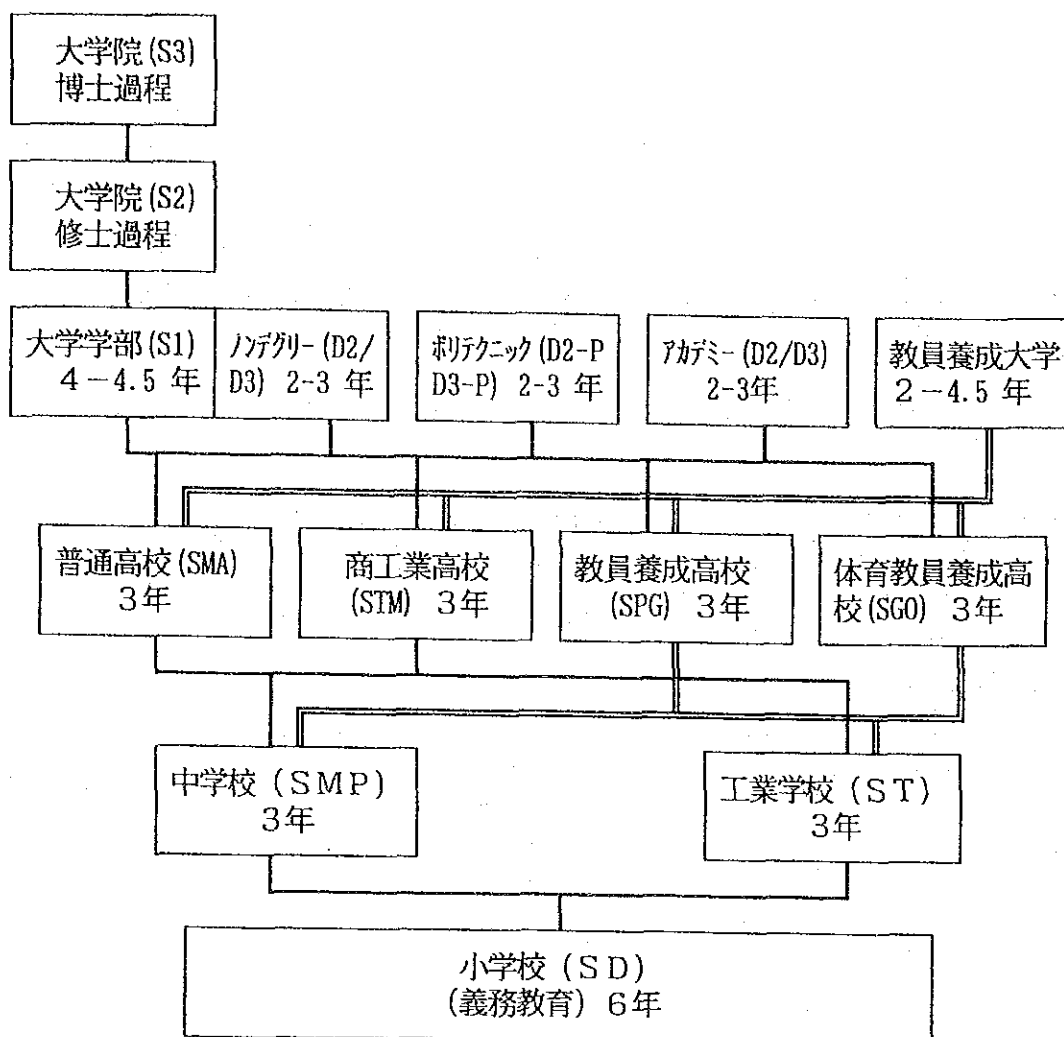 大学院(S3)
博士過程
大学院(S2)
修士過程
大学学部(S1)
4-4.5 年
ノンデグリー(D2/
D3) 2-3 年
ポリテクニック(D2-P
D3-P) 2-3 年
アカデミー(D2/D3)
2-3年
教員養成大学
2-4.5 年
普通高校(SMA)
3年
商工業高校
(STM) 3年
教員養成高校
(SPG) 3年
体育教員養成高
校(SGO) 3年
中学校(SMP)
3年
工業学校(ST)
3年
小学校(SD)
(義務教育) 6年